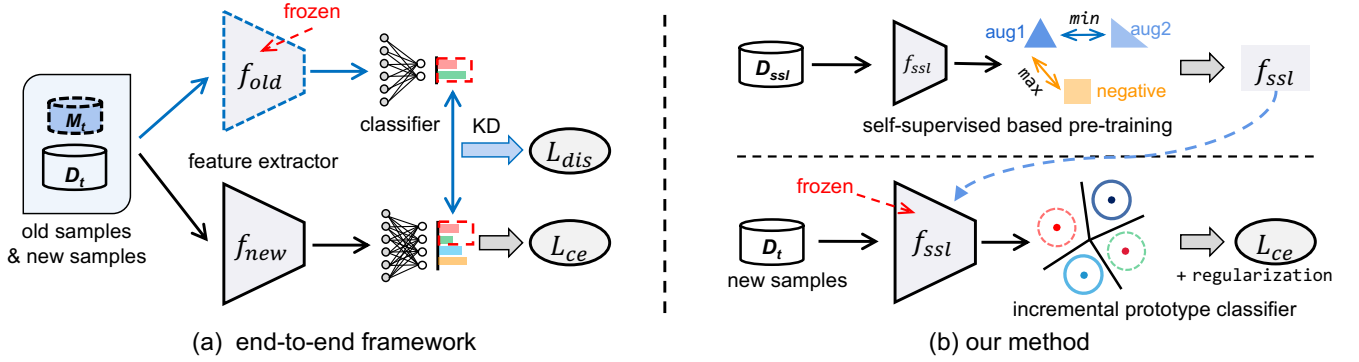 frozen
f_old
M_t
D_t
old samples
& new samples
feature extractor
classifier
KD
L_dis
f_new
L_ce
(a) end-to-end framework
D_ssl
f_ssl
aug1
min
aug2
max
negative
f_ssl
self-supervised based pre-training
frozen
D_t
new samples
f_ssl
L_ce
+ regularization
incremental prototype classifier
(b) our method